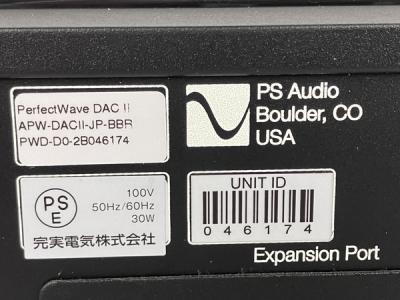 PerfectWave DAC II
APW-DACII-JP-BBR
PWD-D0-2B046174
PS Audio
Boulder, CO
USA
PS
E
100V
50Hz/60Hz
30W
完実電気株式会社
UNIT ID
046174
Expansion Port